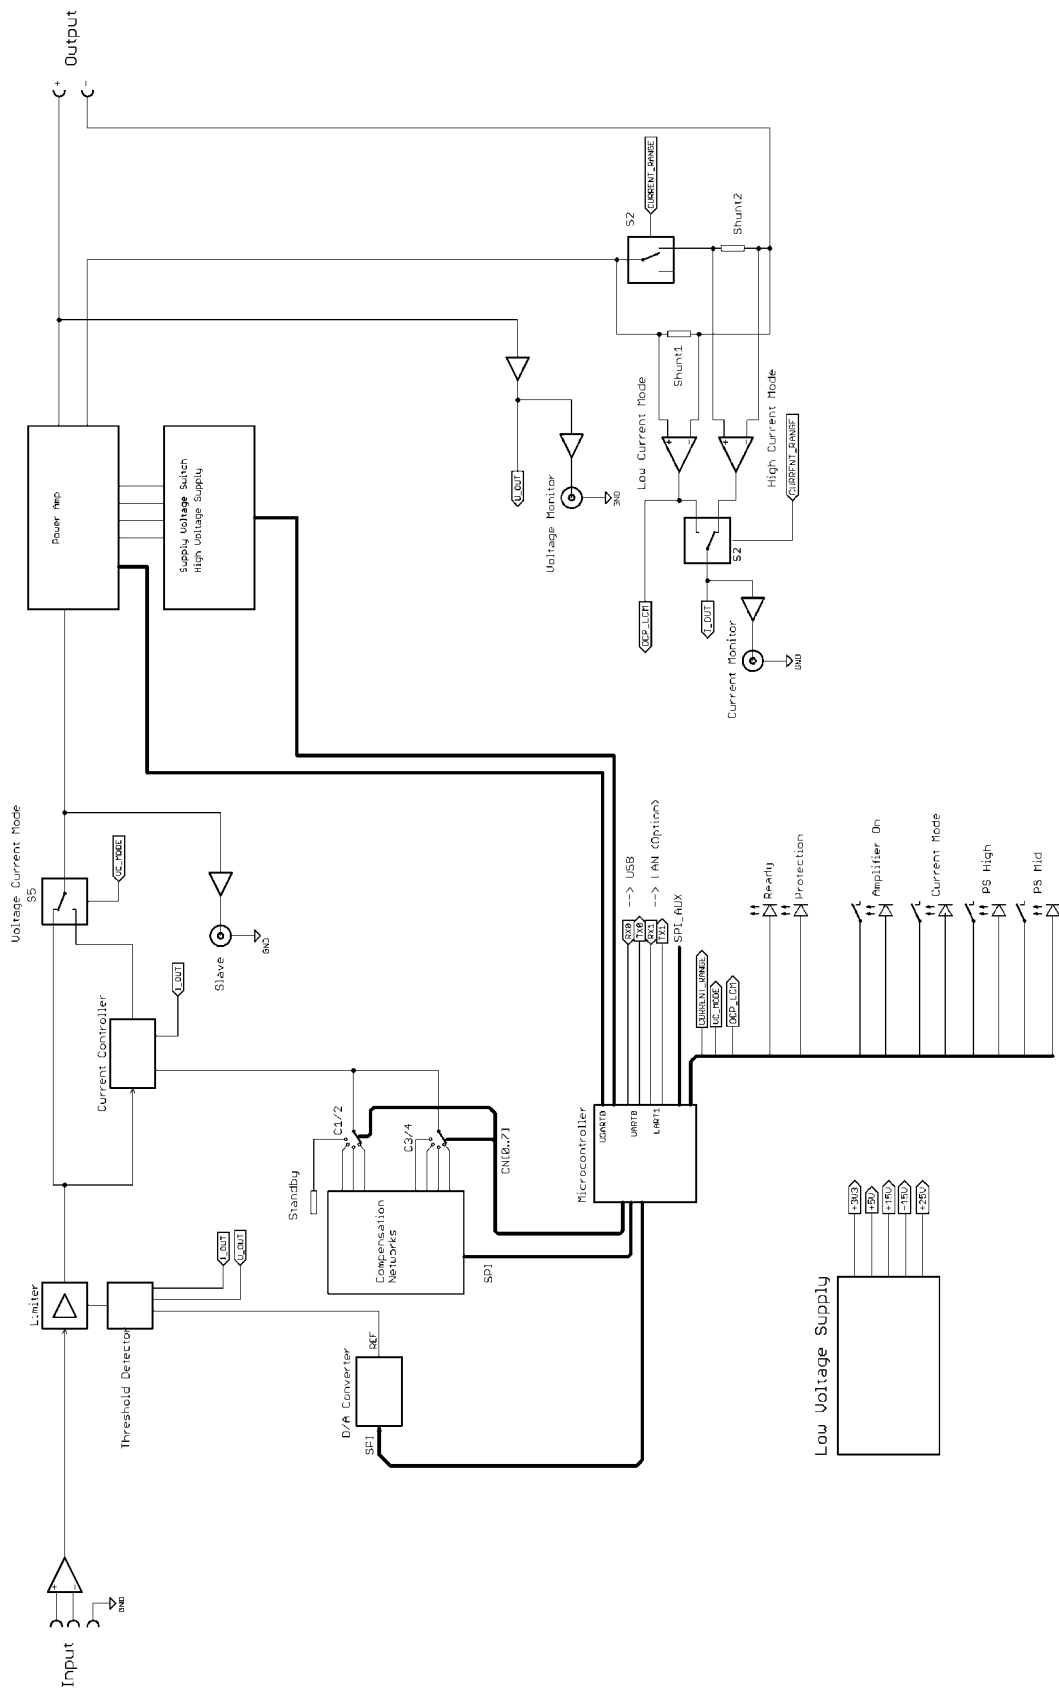 Input
+
-
GND
Limiter
Threshold Detector
I_OUT
U_OUT
D/A Converter
REF
SPI
Current Controller
I_OUT
Voltage Current Mode
S5
VC_MODE
Slave
GND
Power Amp
Supply Voltage Switch
High Voltage Supply
Output
+
-
Standby
C1/2
C3/4
CN[0..7]
Compensation
Networks
SPI
Microcontroller
USART0
UART0
UART1
RX0
TX0
--> USB
RX1
TX1
--> LAN (Option)
SPI_AUX
CURRENT_RANGE
VC_MODE
OCP_LCM
Ready
Protection
Amplifier On
Current Mode
PS High
PS Mid
U_OUT
Voltage Monitor
GND
S2
CURRENT_RANGE
Shunt2
Shunt1
Low Current Mode
+
-
High Current Mode
+
-
OCP_LCM
S2
CURRENT_RANGE
I_OUT
Current Monitor
GND
Low Voltage Supply
+3V3
+5V
+15V
-15V
+25V